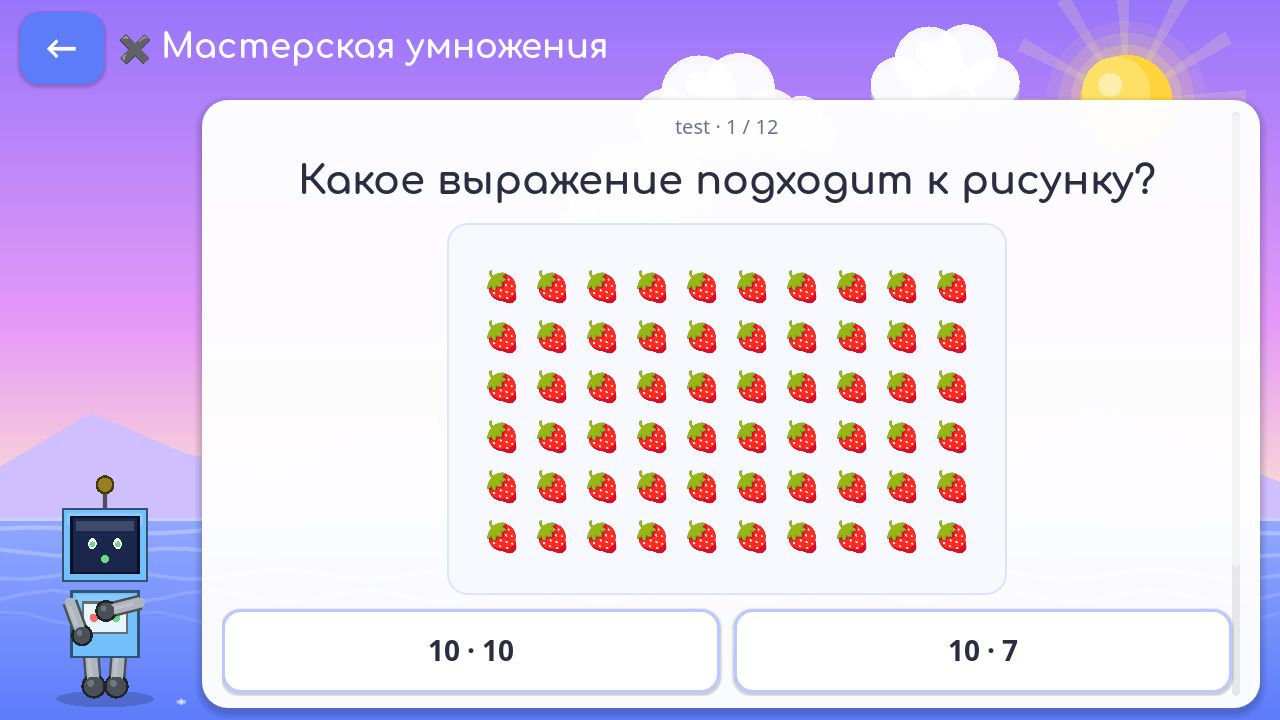 ←
✖ Мастерская умножения
test · 1 / 12
Какое выражение подходит к рисунку?
10 · 10
10 · 7